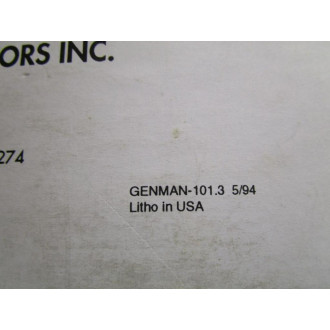 ORS INC.
274
GENMAN-101.3 5/94
Litho in USA